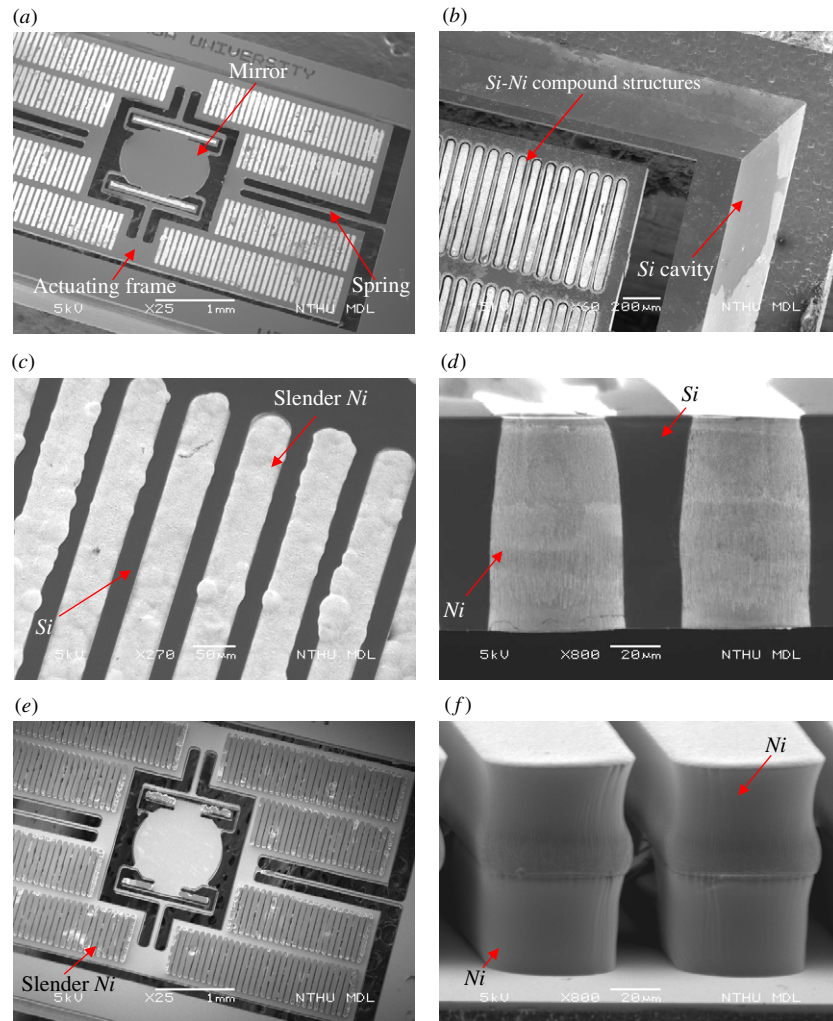 (a)
UNIVERSITY
Mirror
Actuating frame
Spring
5kV X25 1mm NTHU MDL
(b)
Si-Ni compound structures
Si cavity
X60 200μm NTHU MDL
(c)
Slender Ni
Si
5kV X270 50μm NTHU MDL
(d)
Si
Ni
5kV X800 20μm NTHU MDL
(e)
Slender Ni
5kV X25 1mm NTHU MDL
(f)
Ni
Ni
5kV X800 20μm NTHU MDL